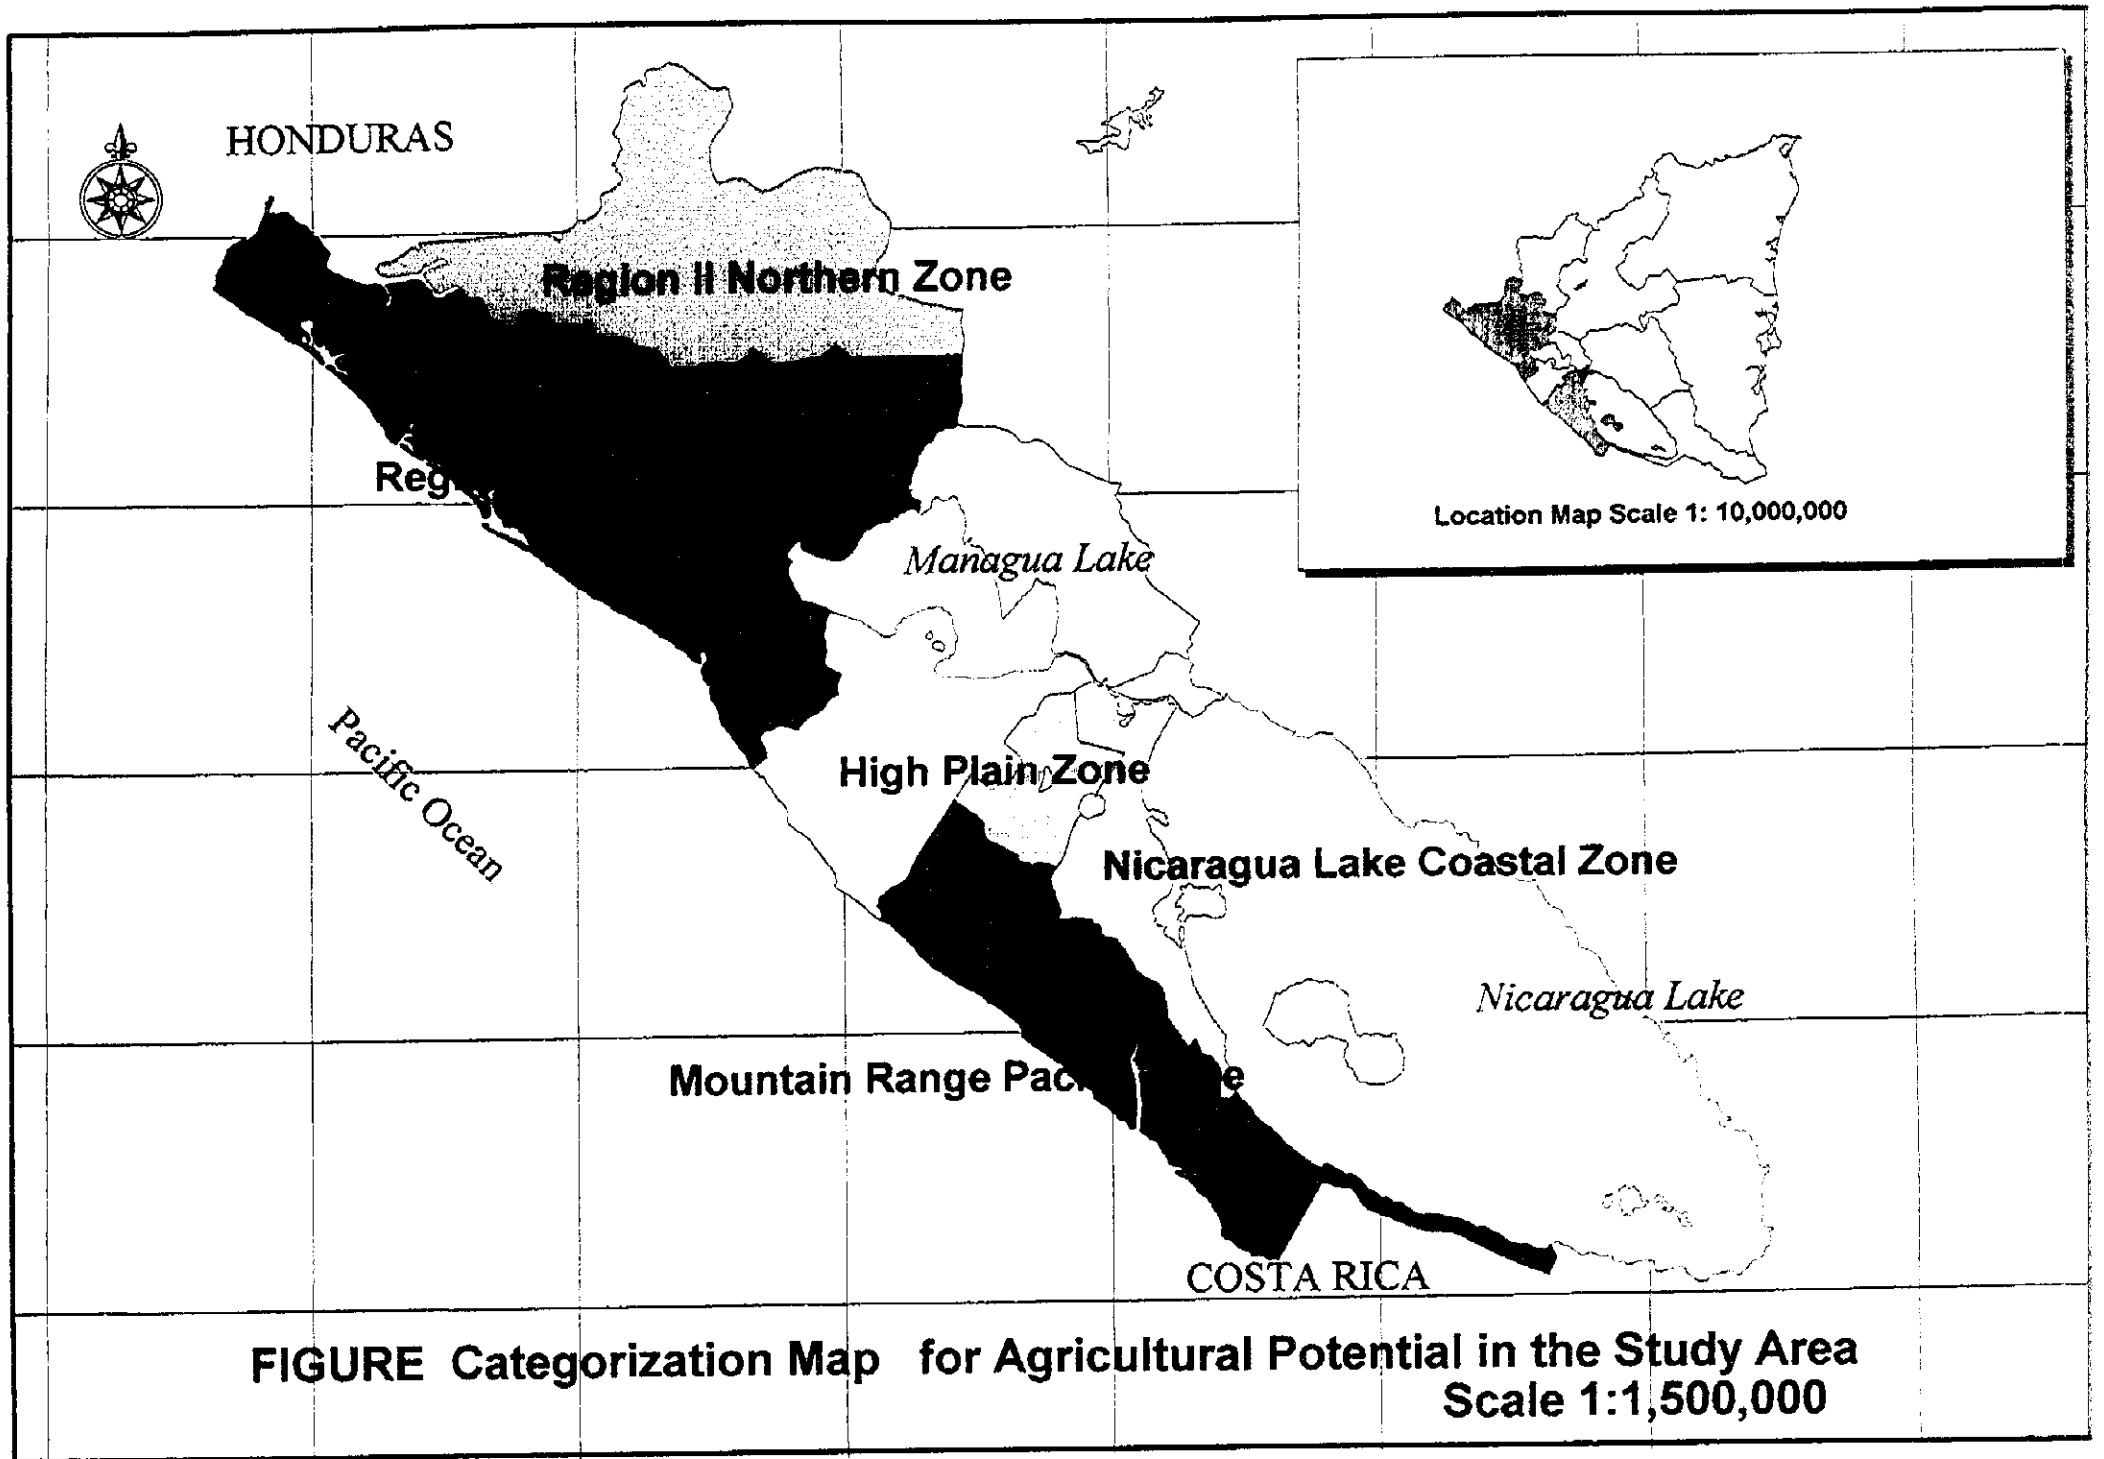 HONDURAS
Region II Northern Zone
Location Map Scale 1: 10,000,000
Reg
Managua Lake
Pacific Ocean
High Plain Zone
Nicaragua Lake Coastal Zone
Nicaragua Lake
Mountain Range Pac e
COSTA RICA
FIGURE Categorization Map for Agricultural Potential in the Study Area
Scale 1:1,500,000